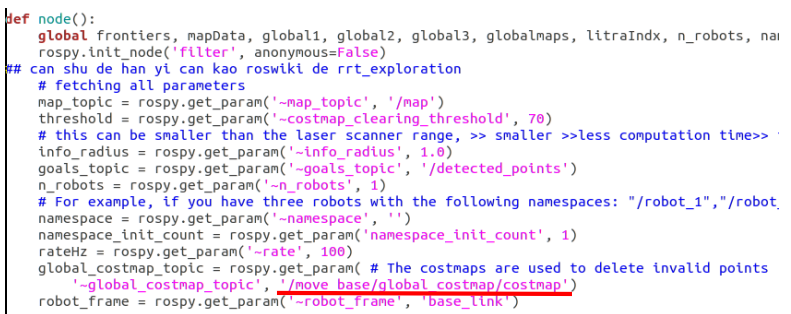 def node():
    global frontiers, mapData, global1, global2, global3, globalmaps, litraIndx, n_robots,
    rospy.init_node('filter', anonymous=False)
## can shu de han yi can kao roswiki de rrt_exploration
    # fetching all parameters
    map_topic = rospy.get_param('~map_topic', '/map')
    threshold = rospy.get_param('~costmap_clearing_threshold', 70)
    # this can be smaller than the laser scanner range, >> smaller >>less computation time>>
    info_radius = rospy.get_param('~info_radius', 1.0)
    goals_topic = rospy.get_param('~goals_topic', '/detected_points')
    n_robots = rospy.get_param('~n_robots', 1)
    # For example, if you have three robots with the following namespaces: "/robot_1","/robot_
    namespace = rospy.get_param('~namespace', '')
    namespace_init_count = rospy.get_param('namespace_init_count', 1)
    rateHz = rospy.get_param('~rate', 100)
    global_costmap_topic = rospy.get_param( # The costmaps are used to delete invalid points
        '~global_costmap_topic', '/move_base/global_costmap/costmap')
    robot_frame = rospy.get_param('~robot_frame', 'base_link')